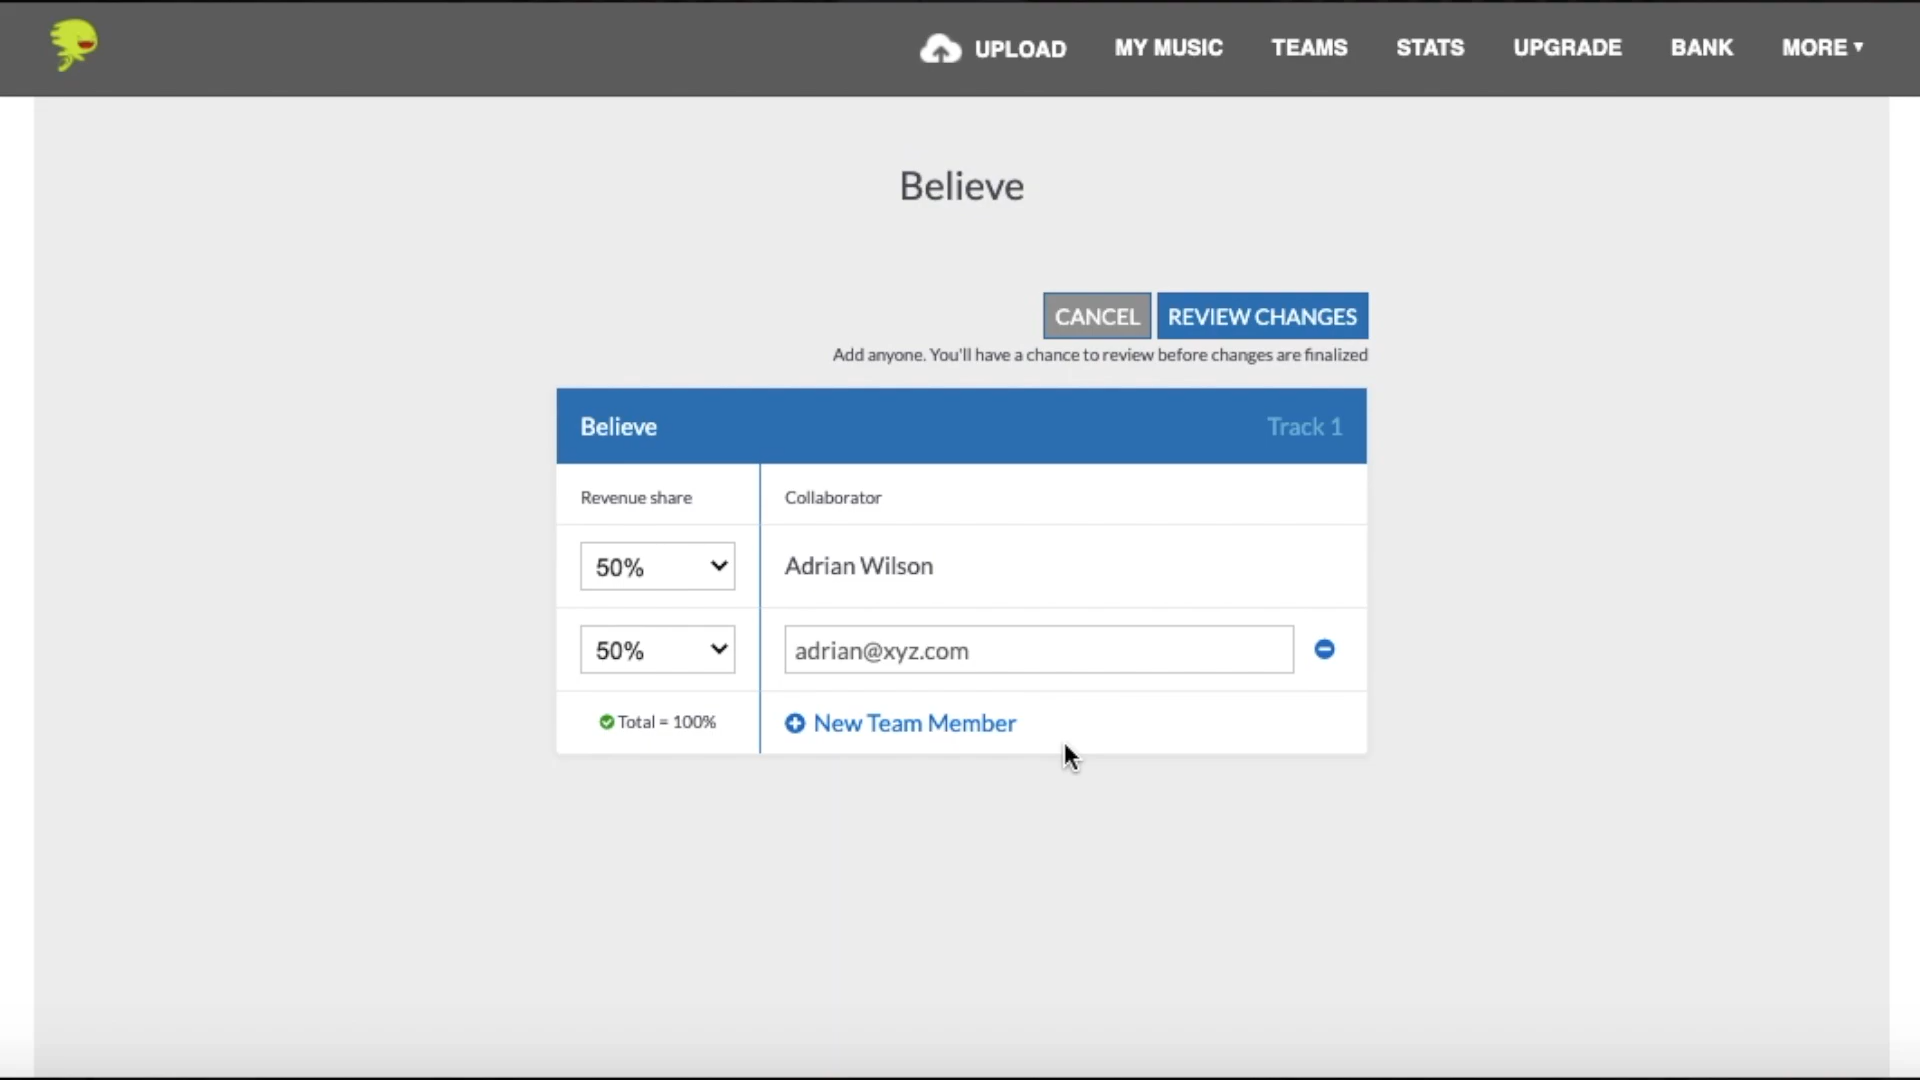 UPLOAD MY MUSIC TEAMS STATS UPGRADE BANK MORE ▼
Believe
CANCEL REVIEW CHANGES
Add anyone. You'll have a chance to review before changes are finalized
Believe Track 1
Revenue share Collaborator
50% Adrian Wilson
50% adrian@xyz.com
Total = 100% New Team Member